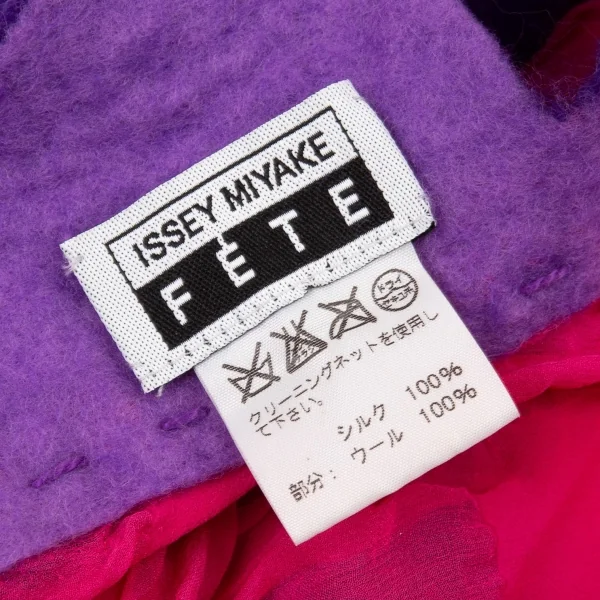 ISSEY MIYAKE
FÊTE
ドライ
セキユ系
クリーニングネットを使用し
て下さい。
シルク 100%
部分: ウール 100%